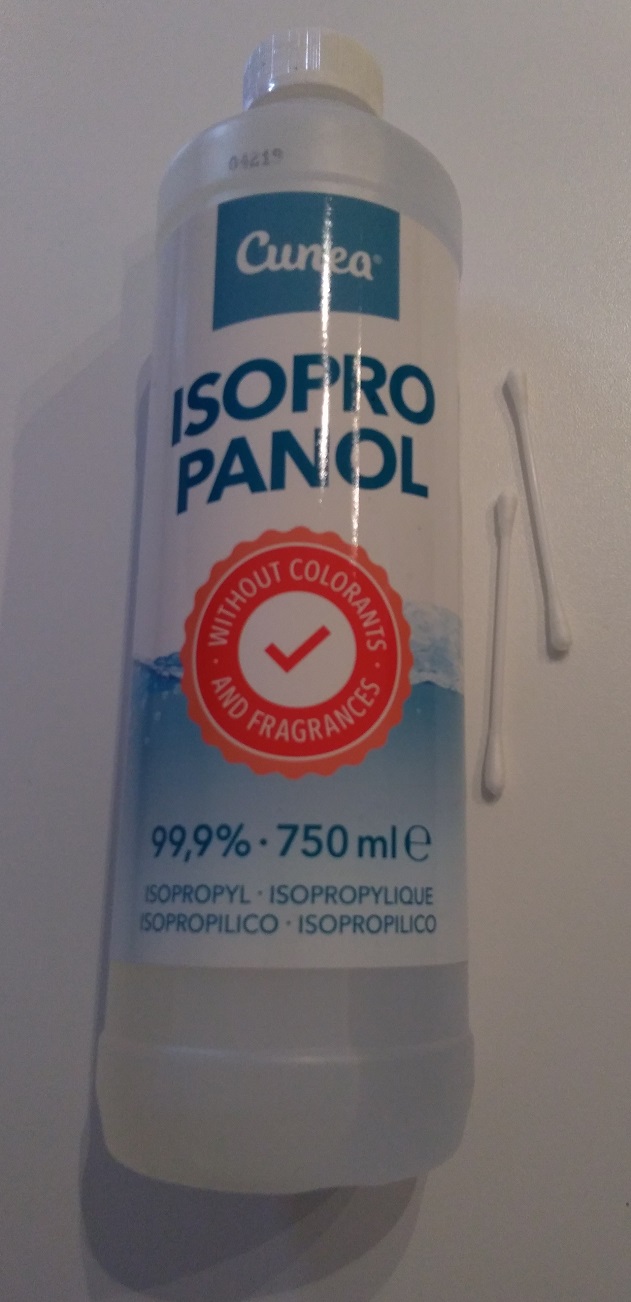 04219
Cunea®
ISOPRO
PANOL
WITHOUT COLORANTS
· AND FRAGRANCES ·
99,9% · 750 ml e
ISOPROPYL · ISOPROPYLIQUE
ISOPROPILICO · ISOPROPILICO